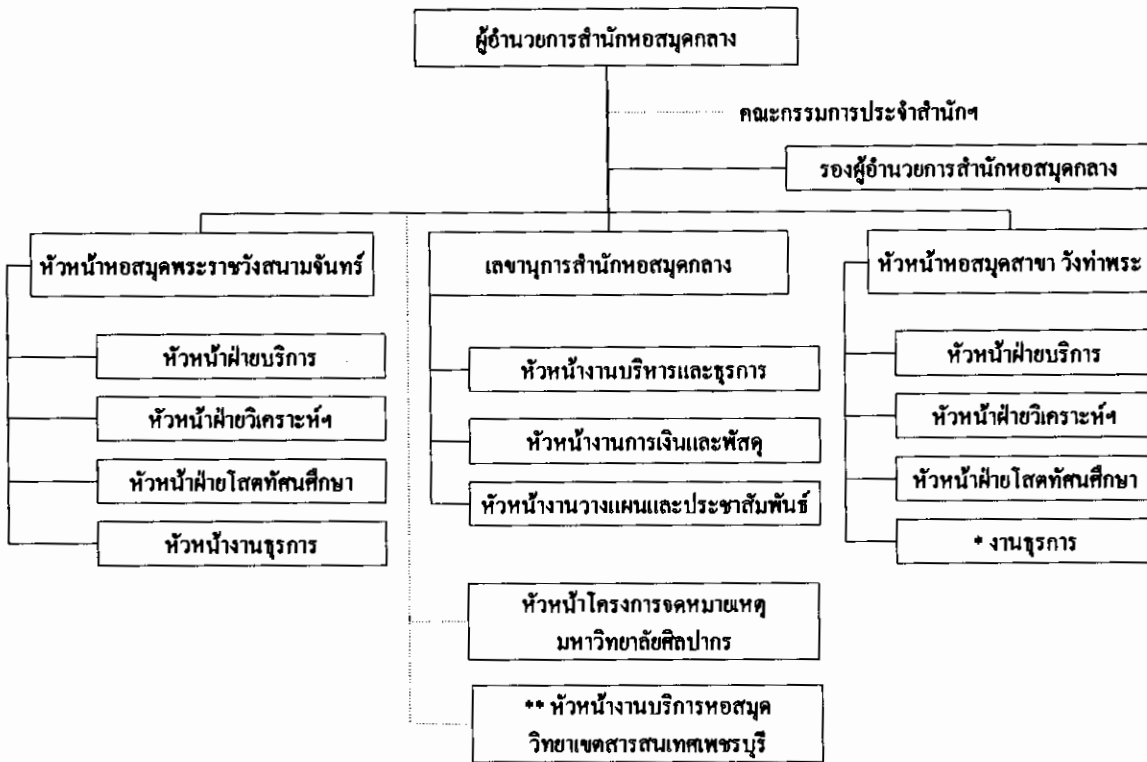 ผู้อำนวยการสำนักหอสมุดกลาง
คณะกรรมการประจำสำนักฯ
รองผู้อำนวยการสำนักหอสมุดกลาง
หัวหน้าหอสมุดพระราชวังสนามจันทร์
หัวหน้าฝ่ายบริการ
หัวหน้าฝ่ายวิเคราะห์ฯ
หัวหน้าฝ่ายโสตทัศนศึกษา
หัวหน้างานธุรการ
เลขานุการสำนักหอสมุดกลาง
หัวหน้างานบริหารและธุรการ
หัวหน้างานการเงินและพัสดุ
หัวหน้างานวางแผนและประชาสัมพันธ์
หัวหน้าโครงการจดหมายเหตุ
มหาวิทยาลัยศิลปากร
** หัวหน้างานบริการหอสมุด
วิทยาเขตสารสนเทศเพชรบุรี
หัวหน้าหอสมุดสาขา วังท่าพระ
หัวหน้าฝ่ายบริการ
หัวหน้าฝ่ายวิเคราะห์ฯ
หัวหน้าฝ่ายโสตทัศนศึกษา
* งานธุรการ